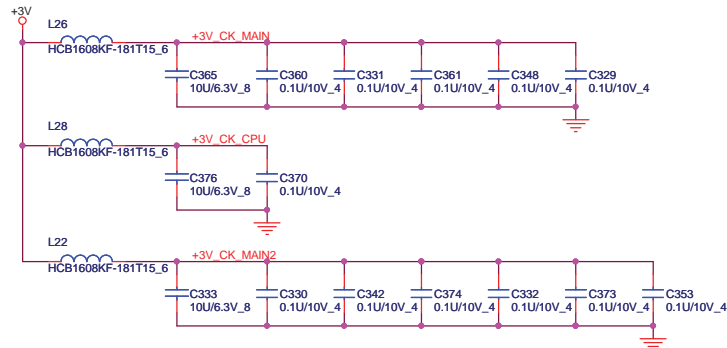 +3V
L26
+3V_CK_MAIN
HCB1608KF-181T15_6
C365 C360 C331 C361 C348 C329
10U/6.3V_8 0.1U/10V_4 0.1U/10V_4 0.1U/10V_4 0.1U/10V_4 0.1U/10V_4
L28
+3V_CK_CPU
HCB1608KF-181T15_6
C376 C370
10U/6.3V_8 0.1U/10V_4
L22
+3V_CK_MAIN2
HCB1608KF-181T15_6
C333 C330 C342 C374 C332 C373 C353
10U/6.3V_8 0.1U/10V_4 0.1U/10V_4 0.1U/10V_4 0.1U/10V_4 0.1U/10V_4 0.1U/10V_4